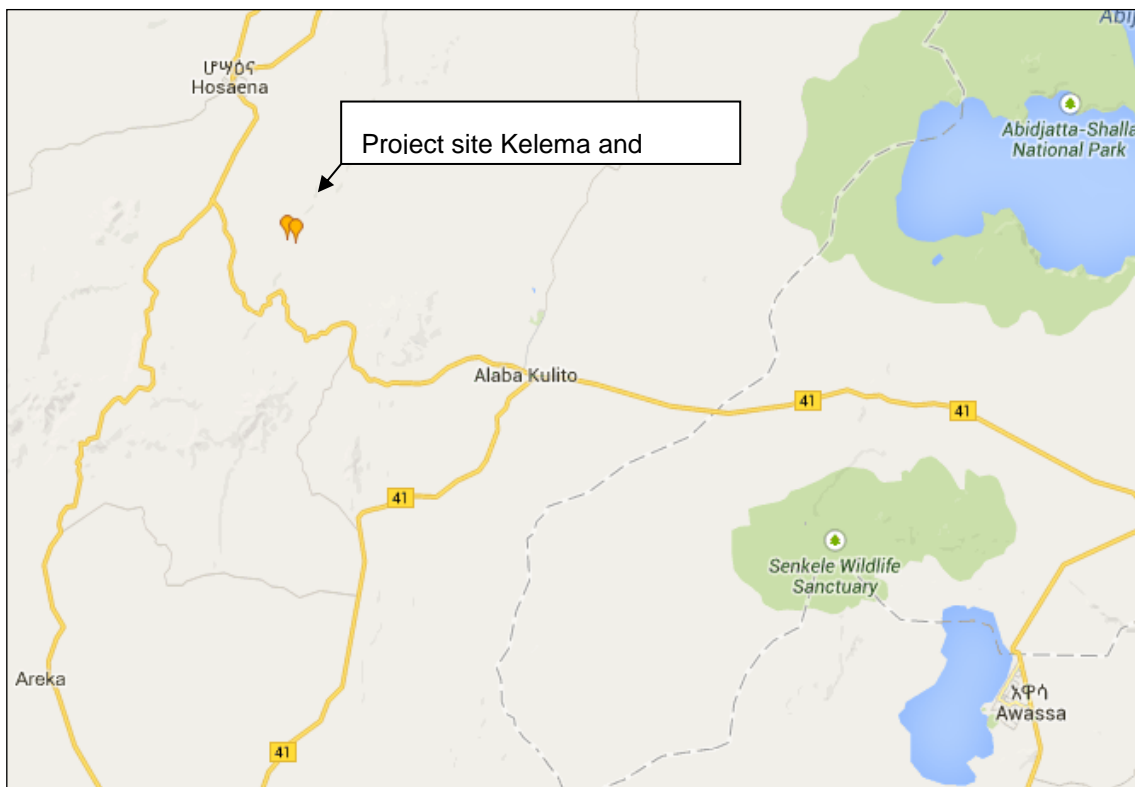 Abij
ሆሣዕና
Hosaena
Proiect site Kelema and
Abidjatta-Shalla
National Park
Alaba Kulito
41
41
41
Senkele Wildlife
Sanctuary
Areka
አዋሳ
Awassa
41